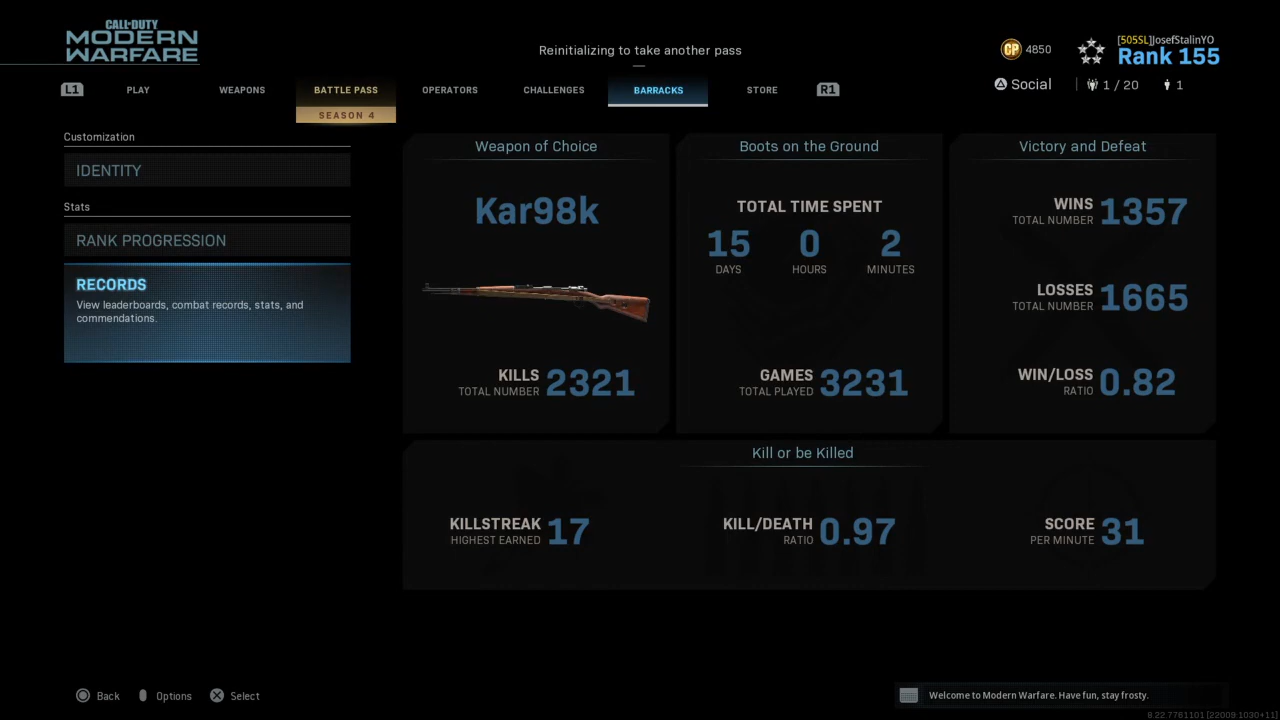 CALL OF DUTY
MODERN
WARFARE
Reinitializing to take another pass
CP 4850
[505SL]JosefStalinYO
Rank 155
Social
1 / 20
1
L1
PLAY
WEAPONS
BATTLE PASS
OPERATORS
CHALLENGES
BARRACKS
STORE
R1
SEASON 4
Customization
IDENTITY
Stats
RANK PROGRESSION
RECORDS
View leaderboards, combat records, stats, and
commendations.
Weapon of Choice
Kar98k
KILLS
TOTAL NUMBER
2321
Boots on the Ground
TOTAL TIME SPENT
15 0 2
DAYS HOURS MINUTES
GAMES
TOTAL PLAYED
3231
Victory and Defeat
WINS
TOTAL NUMBER
1357
LOSSES
TOTAL NUMBER
1665
WIN/LOSS
RATIO
0.82
Kill or be Killed
KILLSTREAK
HIGHEST EARNED
17
KILL/DEATH
RATIO
0.97
SCORE
PER MINUTE
31
Back
Options
Select
Welcome to Modern Warfare. Have fun, stay frosty.
8.22.7761101 [22009:1030+11]